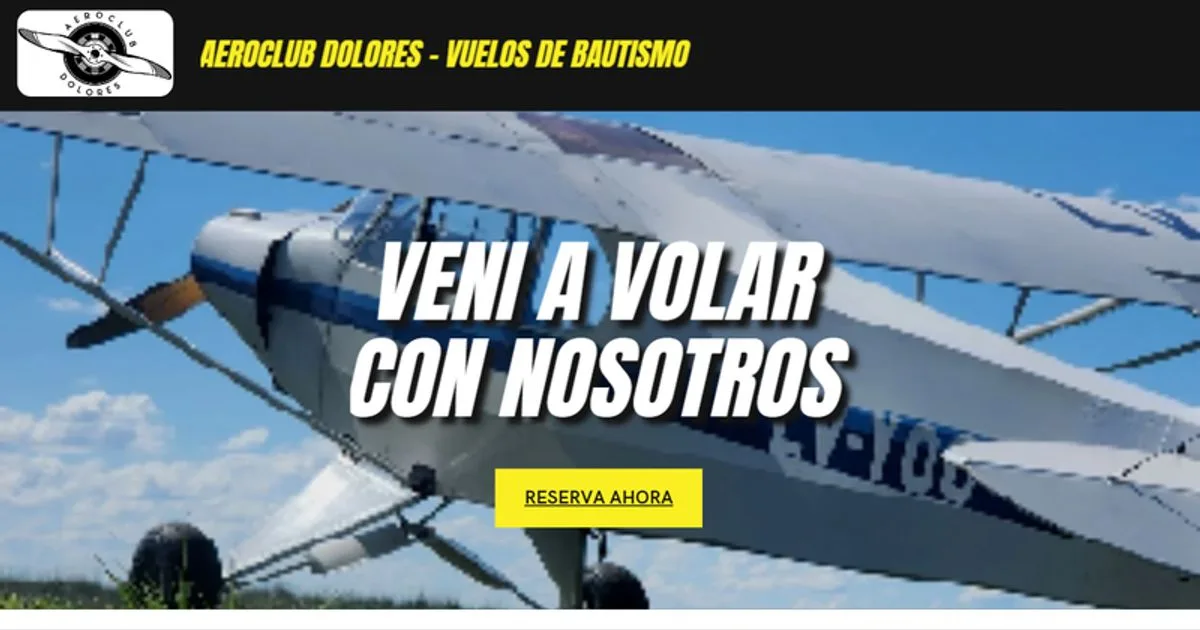 AEROCLUB
DOLORES
AEROCLUB DOLORES - VUELOS DE BAUTISMO
VENI A VOLAR
CON NOSOTROS
RESERVA AHORA